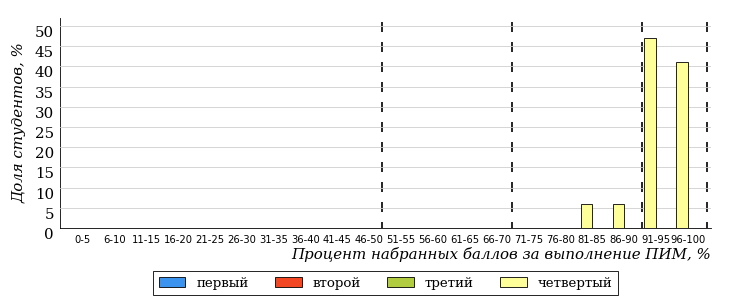 50
45
40
35
30
25
20
15
10
5
0
Доля студентов, %
0-5 6-10 11-15 16-20 21-25 26-30 31-35 36-40 41-45 46-50 51-55 56-60 61-65 66-70 71-75 76-80 81-85 86-90 91-95 96-100
Процент набранных баллов за выполнение ПИМ, %
первый второй третий четвертый